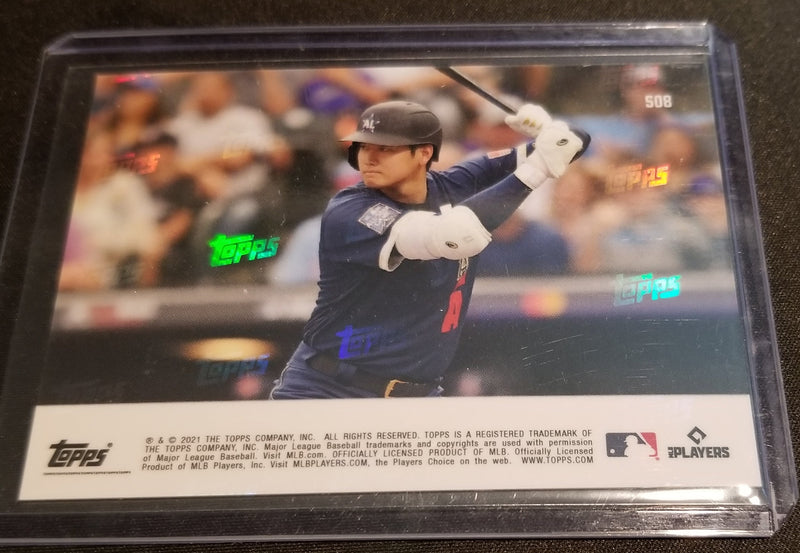 508
AL
Topps
Topps
Topps
Topps
Topps
Topps
A
Topps®
® & © 2021 THE TOPPS COMPANY, INC. ALL RIGHTS RESERVED. TOPPS IS A REGISTERED TRADEMARK OF
THE TOPPS COMPANY, INC. Major League Baseball trademarks and copyrights are used with permission
of Major League Baseball. Visit MLB.com. OFFICIALLY LICENSED PRODUCT OF MLB. Officially Licensed
Product of MLB Players, Inc. Visit MLBPLAYERS.com, the Players Choice on the web. WWW.TOPPS.COM
PLAYERS